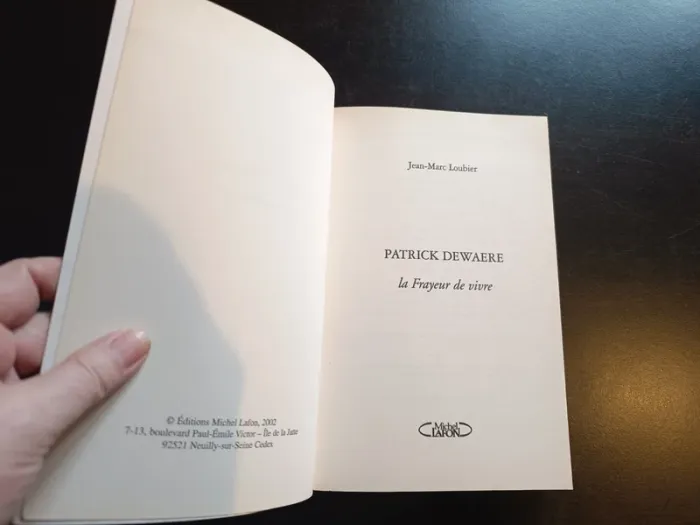 © Éditions Michel Lafon, 2002
7-13, boulevard Paul-Émile Victor – Île de la Jatte
92521 Neuilly-sur-Seine Cedex
Jean-Marc Loubier
PATRICK DEWAERE
la Frayeur de vivre
Michel
LAFON